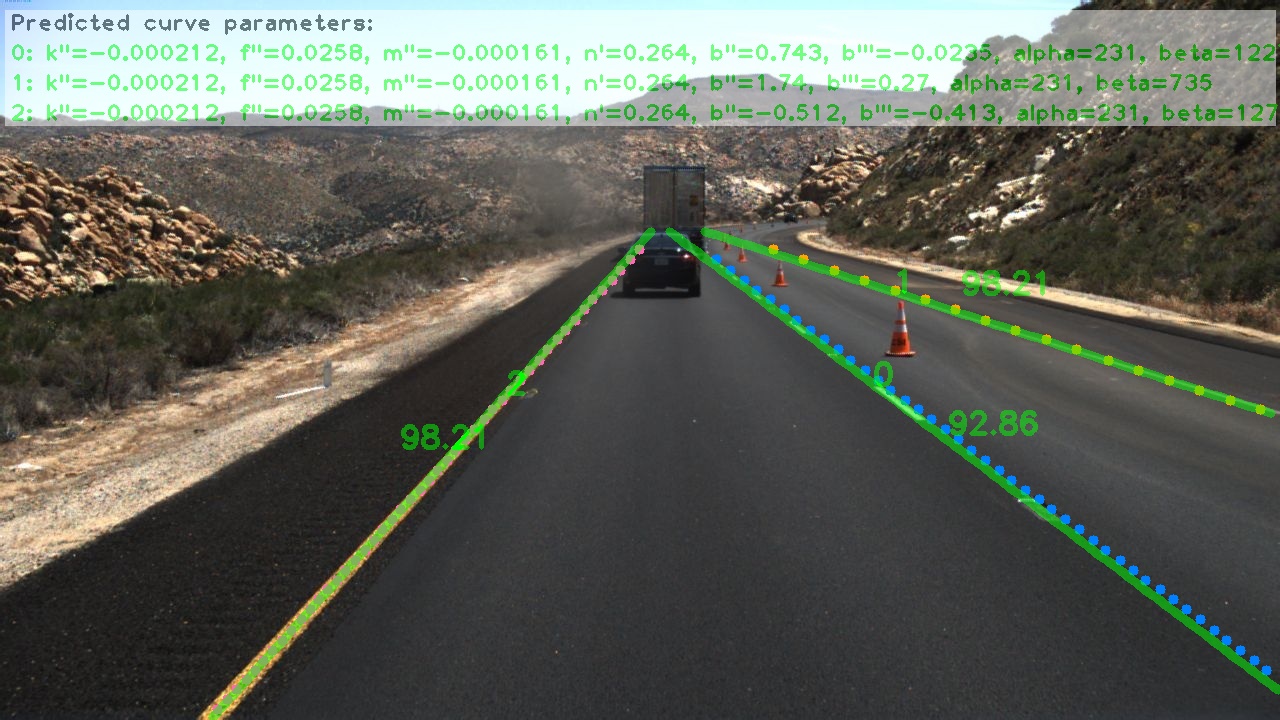 Predicted curve parameters:
0: k''=-0.000212, f''=0.0258, m''=-0.000161, n'=0.264, b''=0.743, b'''=-0.0235, alpha=231, beta=122
1: k''=-0.000212, f''=0.0258, m''=-0.000161, n'=0.264, b''=1.74, b'''=0.27, alpha=231, beta=735
2: k''=-0.000212, f''=0.0258, m''=-0.000161, n'=0.264, b''=-0.512, b'''=-0.413, alpha=231, beta=127
1 98.21
2 0
98.21 92.86